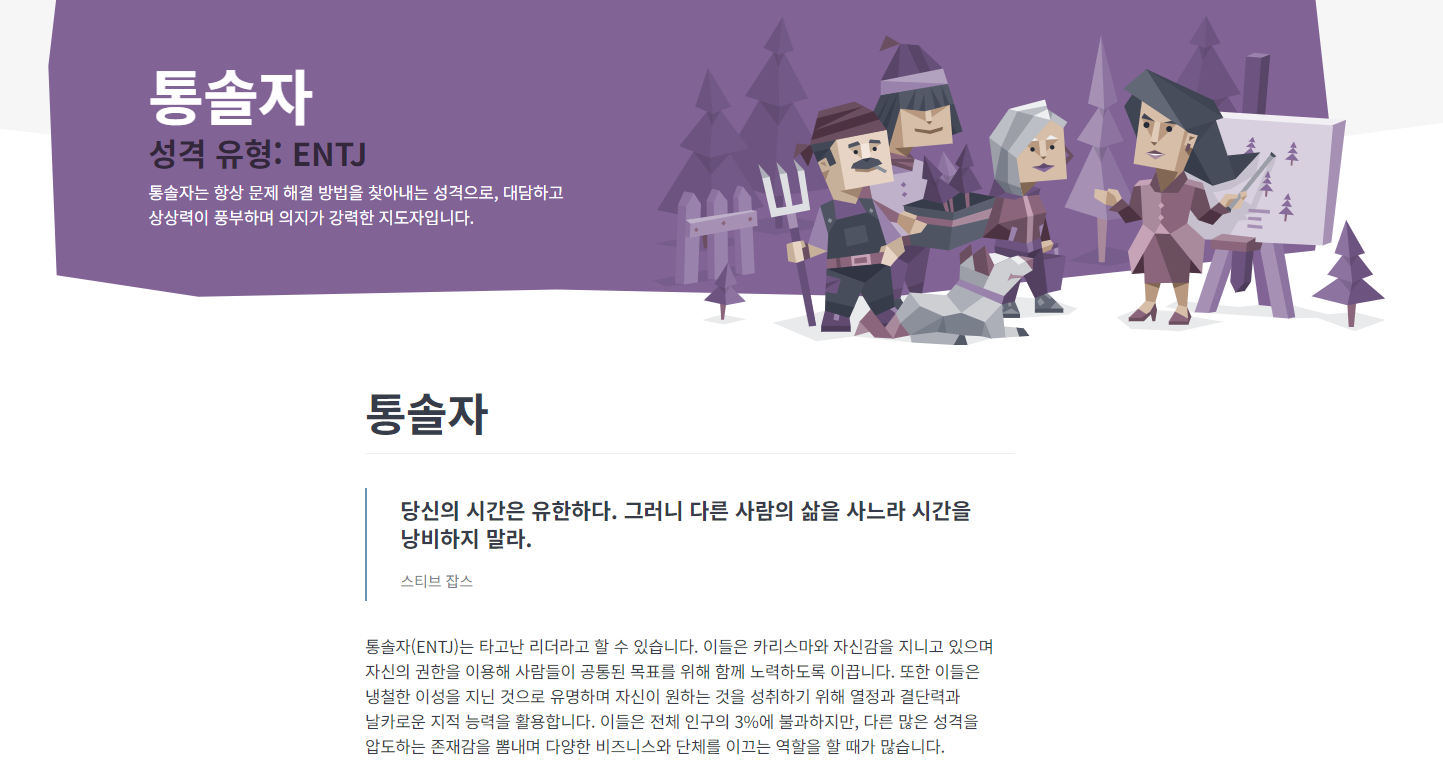 통솔자
성격 유형: ENTJ
통솔자는 항상 문제 해결 방법을 찾아내는 성격으로, 대담하고
상상력이 풍부하며 의지가 강력한 지도자입니다.
통솔자
당신의 시간은 유한하다. 그러니 다른 사람의 삶을 사느라 시간을
낭비하지 말라.
스티브 잡스
통솔자(ENTJ)는 타고난 리더라고 할 수 있습니다. 이들은 카리스마와 자신감을 지니고 있으며
자신의 권한을 이용해 사람들이 공통된 목표를 위해 함께 노력하도록 이끕니다. 또한 이들은
냉철한 이성을 지닌 것으로 유명하며 자신이 원하는 것을 성취하기 위해 열정과 결단력과
날카로운 지적 능력을 활용합니다. 이들은 전체 인구의 3%에 불과하지만, 다른 많은 성격을
압도하는 존재감을 뽐내며 다양한 비즈니스와 단체를 이끄는 역할을 할 때가 많습니다.